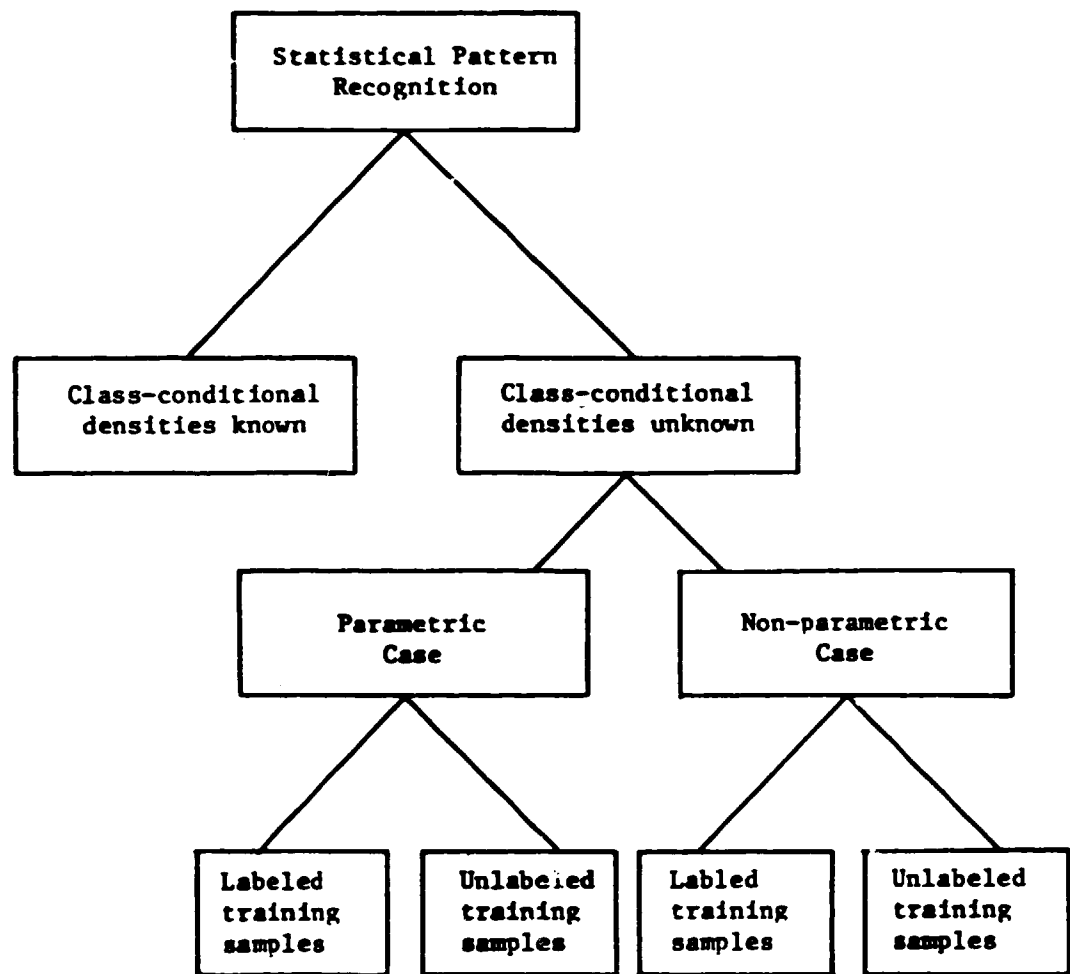 Statistical Pattern
Recognition
Class-conditional
densities known
Class-conditional
densities unknown
Parametric
Case
Non-parametric
Case
Labeled
training
samples
Unlabeled
training
samples
Labled
training
samples
Unlabeled
training
samples